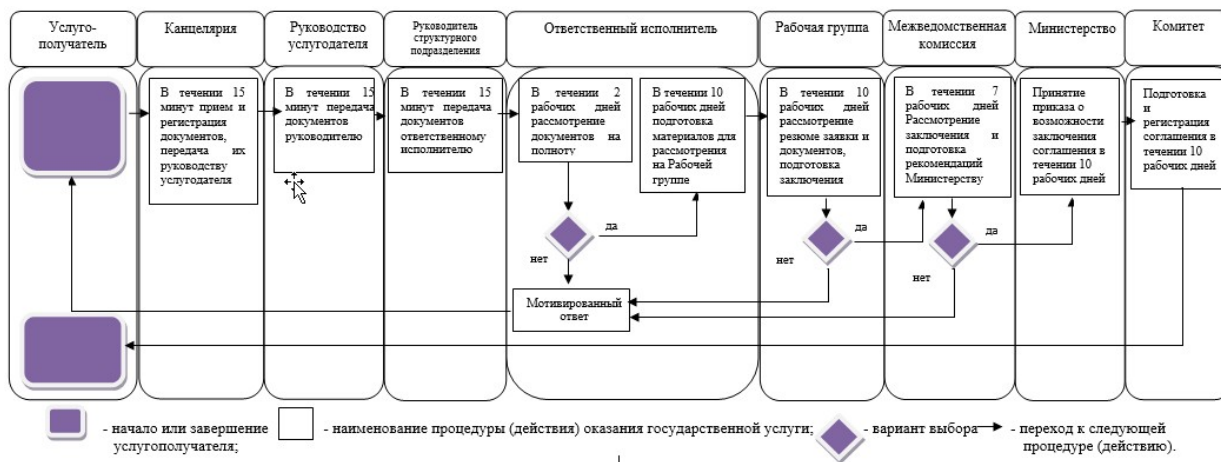 Услуго-
получатель
Канцелярия
Руководство
услугодателя
Руководитель
структурного
подразделения
Ответственный исполнитель
Рабочая группа
Межведомственная
комиссия
Министерство
Комитет
В течении 15
минут прием и
регистрация
документов,
передача их
руководству
услугодателя
В течении 15
минут передача
документов
руководителю
В течении 15
минут передача
документов
ответственному
исполнителю
В течении 2
рабочих дней
рассмотрение
документов на
полноту
В течении 10
рабочих дней
подготовка
материалов для
рассмотрения
на Рабочей
группе
В течении 10
рабочих дней
рассмотрение
резюме заявки и
документов,
подготовка
заключения
В течении 7
рабочих дней
Рассмотрение
заключения и
подготовка
рекомендаций
Министерству
Принятие
приказа о
возможности
заключения
соглашения в
течении 10
рабочих дней
Подготовка
и
регистрация
соглашения в
течении 10
рабочих дней
да
нет
да
нет
да
нет
Мотивированный
ответ
- начало или завершение
услугополучателя;
- наименование процедуры (действия) оказания государственной услуги;
- вариант выбора
- переход к следующей
процедуре (действию).